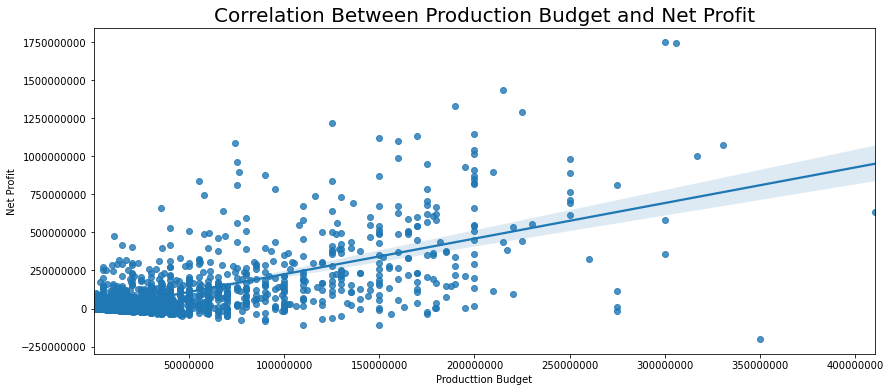 Correlation Between Production Budget and Net Profit
1750000000
1500000000
1250000000
1000000000
750000000
500000000
250000000
0
−250000000
Net Profit
50000000 100000000 150000000 200000000 250000000 300000000 350000000 400000000
Producttion Budget